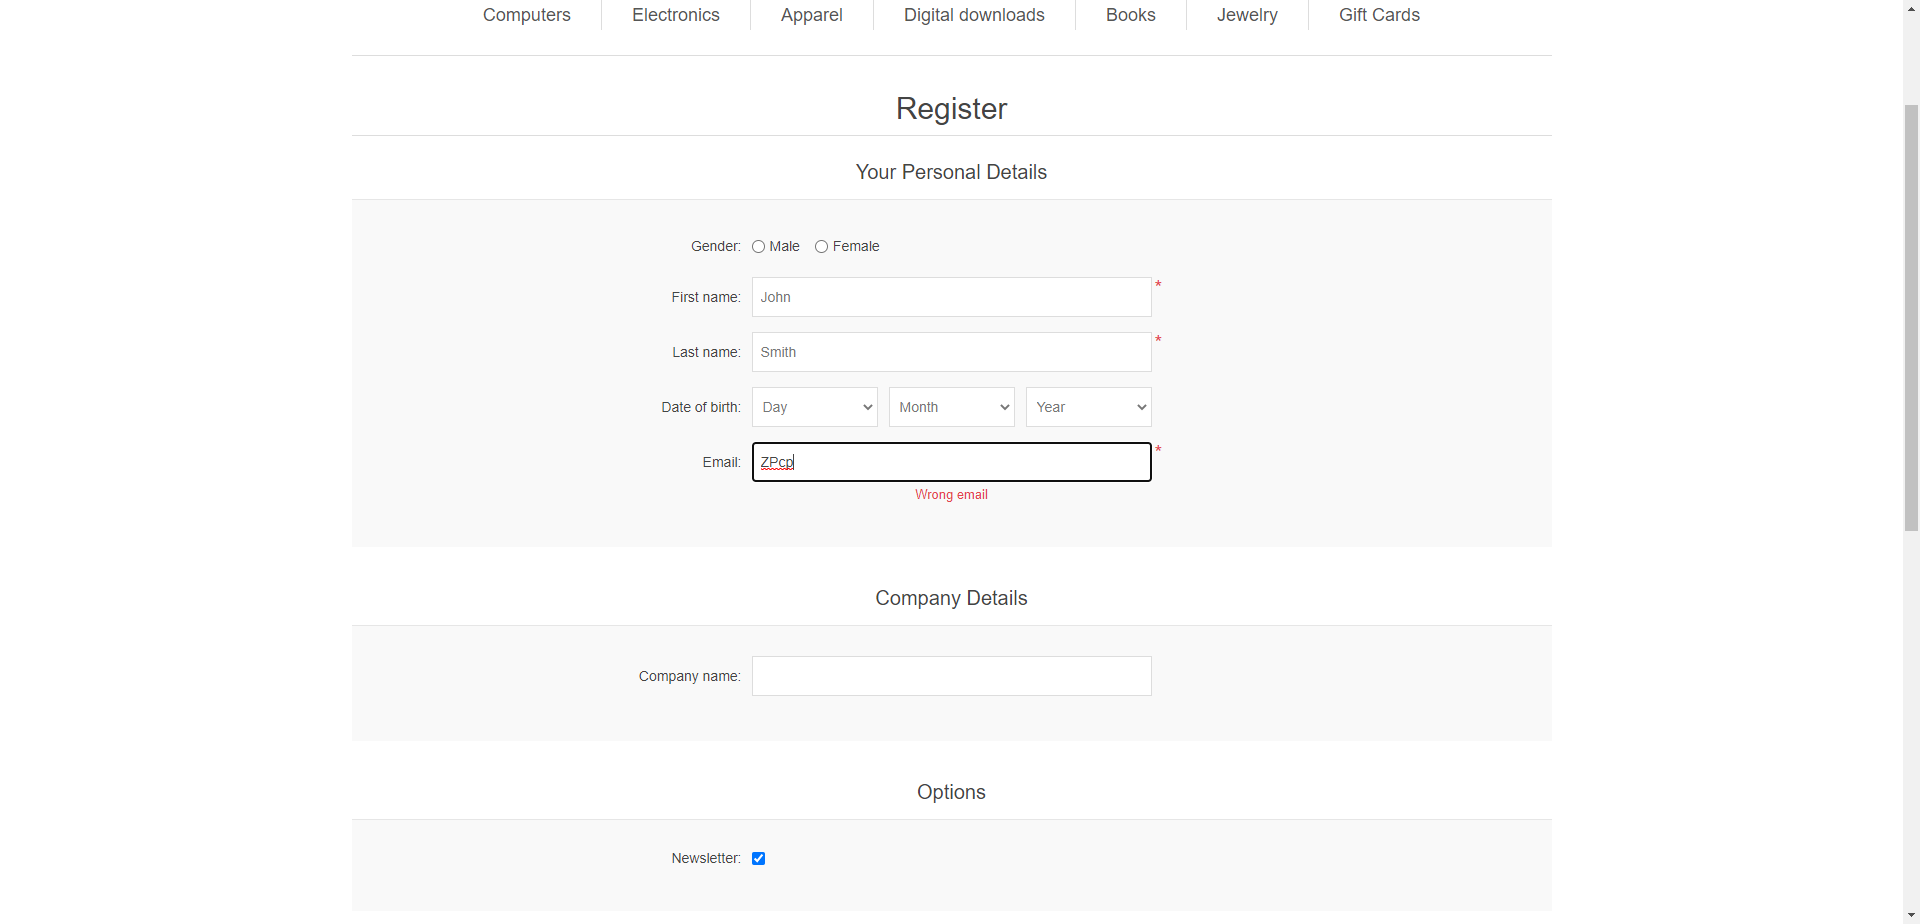 Computers Electronics Apparel Digital downloads Books Jewelry Gift Cards
Register
Your Personal Details
Gender: Male Female
First name: John *
Last name: Smith *
Date of birth: Day Month Year
Email: ZPcp *
Wrong email
Company Details
Company name:
Options
Newsletter: